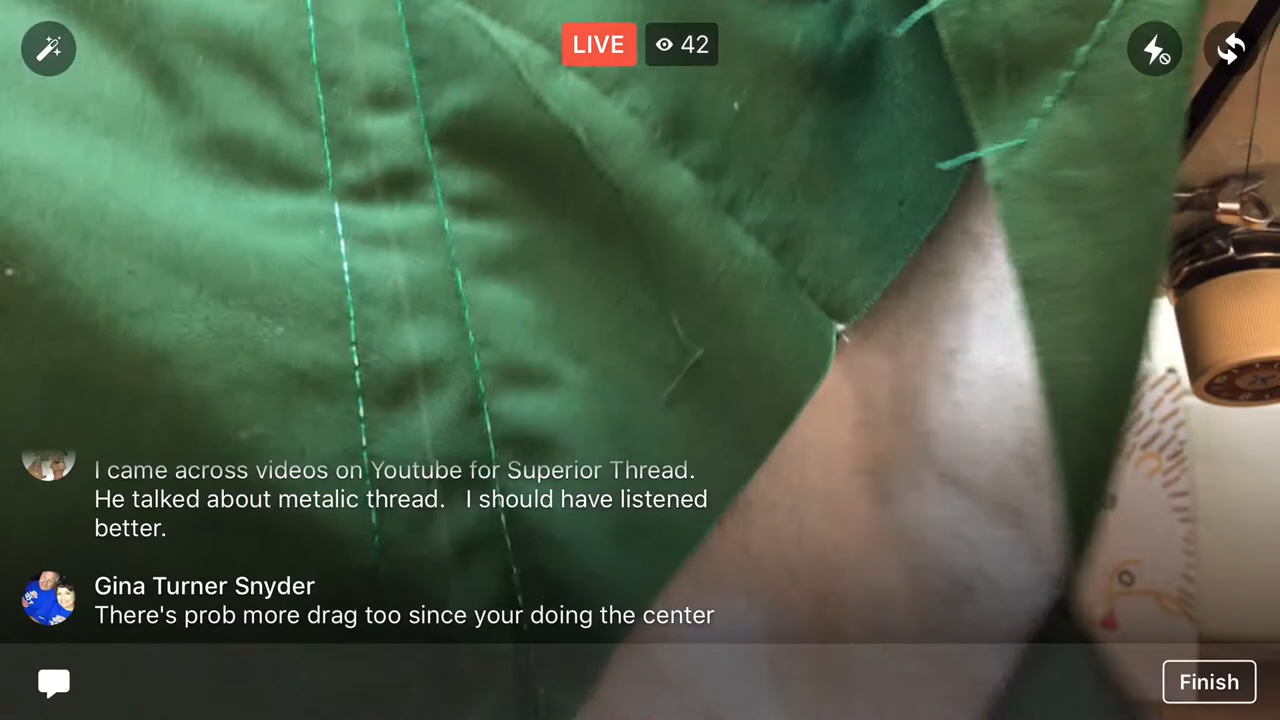 LIVE
42
I came across videos on Youtube for Superior Thread.
He talked about metalic thread. I should have listened
better.
Gina Turner Snyder
There's prob more drag too since your doing the center
Finish